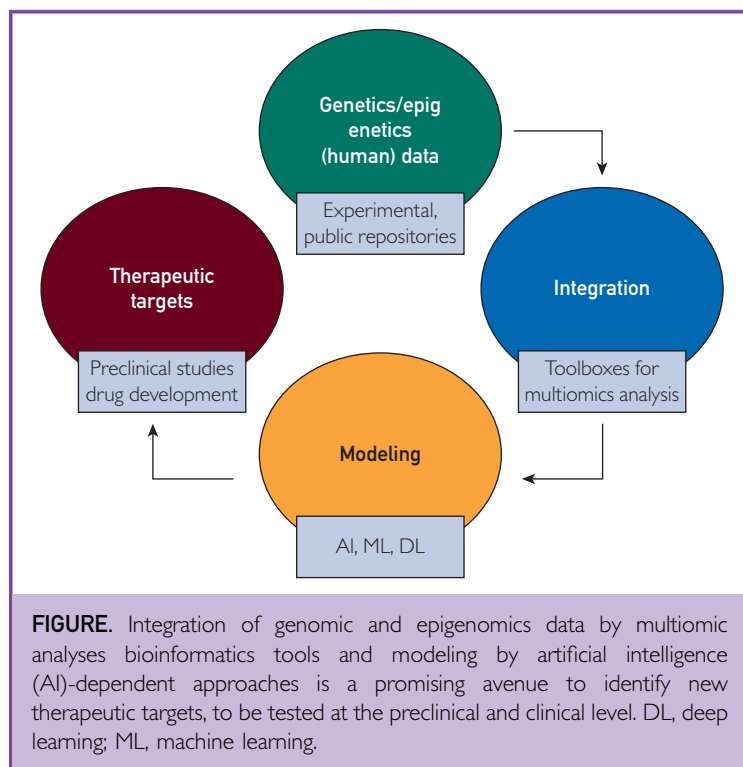 Genetics/epig
enetics
(human) data
Experimental,
public repositories
Integration
Toolboxes for
multiomics analysis
Modeling
AI, ML, DL
Therapeutic
targets
Preclinical studies
drug development
FIGURE. Integration of genomic and epigenomics data by multiomic
analyses bioinformatics tools and modeling by artificial intelligence
(AI)-dependent approaches is a promising avenue to identify new
therapeutic targets, to be tested at the preclinical and clinical level. DL, deep
learning; ML, machine learning.